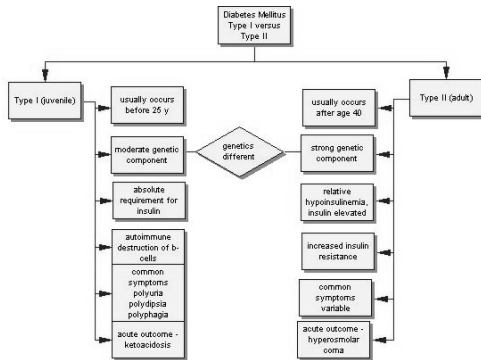 Diabetes Mellitus
Type I versus
Type II
Type I (juvenile)
usually occurs
before 25 y
moderate genetic
component
absolute
requirement for
insulin
autoimmune
destruction of b-
cells
common
symptoms
polyuria
polydipsia
polyphagia
acute outcome -
ketoacidosis
genetics
different
Type II (adult)
usually occurs
after age 40
strong genetic
component
relative
hypoinsulinemia,
insulin elevated
increased insulin
resistance
common
symptoms
variable
acute outcome -
hyperosmolar
coma